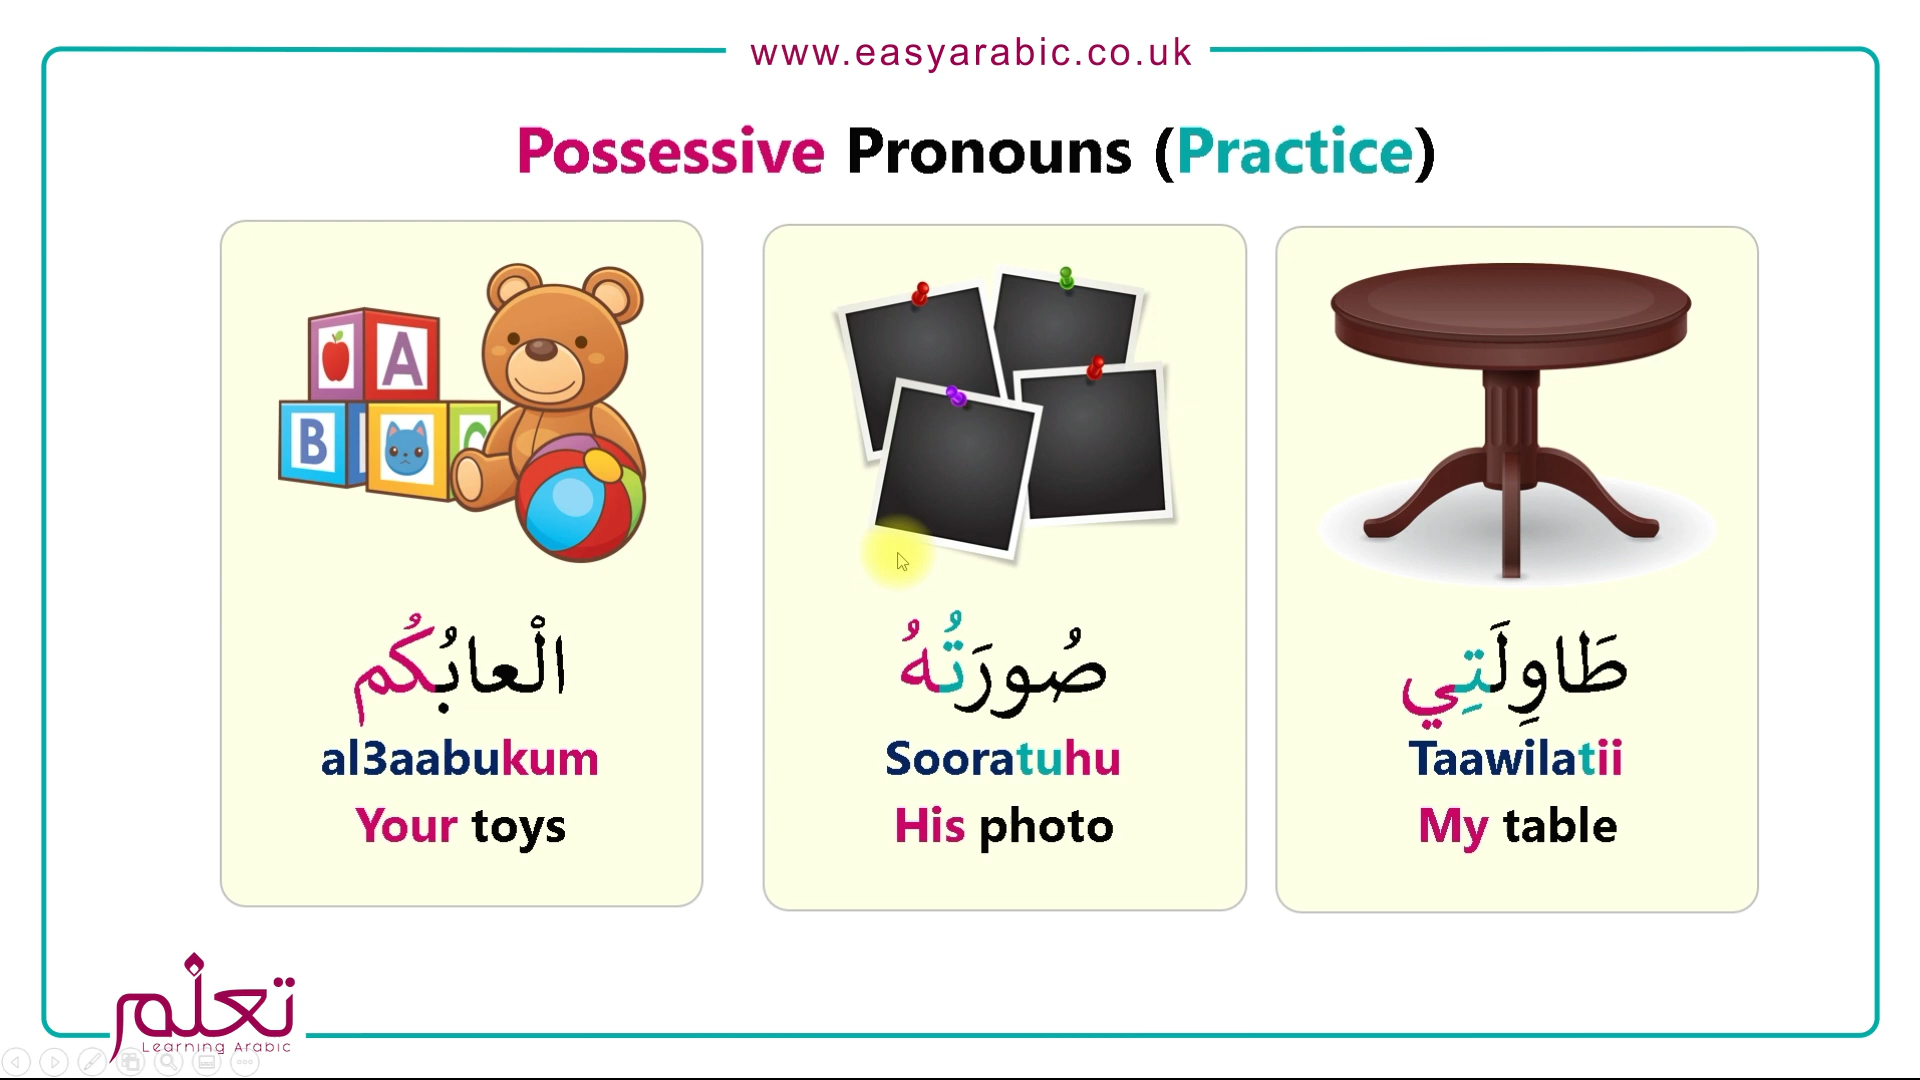 www.easyarabic.co.uk
Possessive Pronouns (Practice)
A
B
C
الْعابُكُم
al3aabukum
Your toys
صُورَتُهُ
Sooratuhu
His photo
طَاوِلَتِي
Taawilatii
My table
تعلم
Learning Arabic